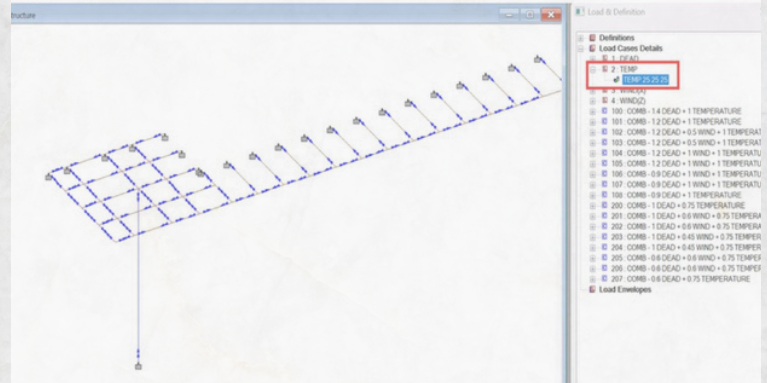 tructure
Load & Definition
Definitions
Load Cases Details
1 : DEAD
2 : TEMP
TEMP 25 25 25
3 : WIND(X)
4 : WIND(Z)
100 : COMB - 1.4 DEAD + 1 TEMPERATURE
101 : COMB - 1.2 DEAD + 1 TEMPERATURE
102 : COMB - 1.2 DEAD + 0.5 WIND + 1 TEMPERAT
103 : COMB - 1.2 DEAD + 0.5 WIND + 1 TEMPERAT
104 : COMB - 1.2 DEAD + 1 WIND + 1 TEMPERATU
105 : COMB - 1.2 DEAD + 1 WIND + 1 TEMPERATU
106 : COMB - 0.9 DEAD + 1 WIND + 1 TEMPERATU
107 : COMB - 0.9 DEAD + 1 WIND + 1 TEMPERATU
108 : COMB - 0.9 DEAD + 1 TEMPERATURE
200 : COMB - 1 DEAD + 0.75 TEMPERATURE
201 : COMB - 1 DEAD + 0.6 WIND + 0.75 TEMPERA
202 : COMB - 1 DEAD + 0.6 WIND + 0.75 TEMPERA
203 : COMB - 1 DEAD + 0.45 WIND + 0.75 TEMPER
204 : COMB - 1 DEAD + 0.45 WIND + 0.75 TEMPER
205 : COMB - 0.6 DEAD + 0.6 WIND + 0.75 TEMPER
206 : COMB - 0.6 DEAD + 0.6 WIND + 0.75 TEMPER
207 : COMB - 0.6 DEAD + 0.75 TEMPERATURE
Load Envelopes